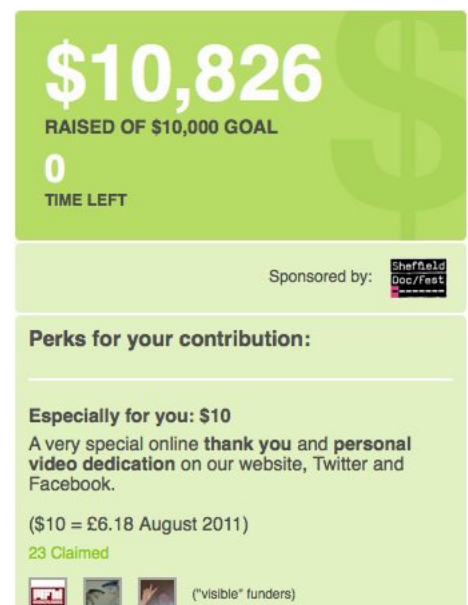 $10,826
RAISED OF $10,000 GOAL
0
TIME LEFT
Sponsored by:
Sheffield
Doc/Fest
Perks for your contribution:
Especially for you: $10
A very special online thank you and personal
video dedication on our website, Twitter and
Facebook.
($10 = £6.18 August 2011)
23 Claimed
("visible" funders)